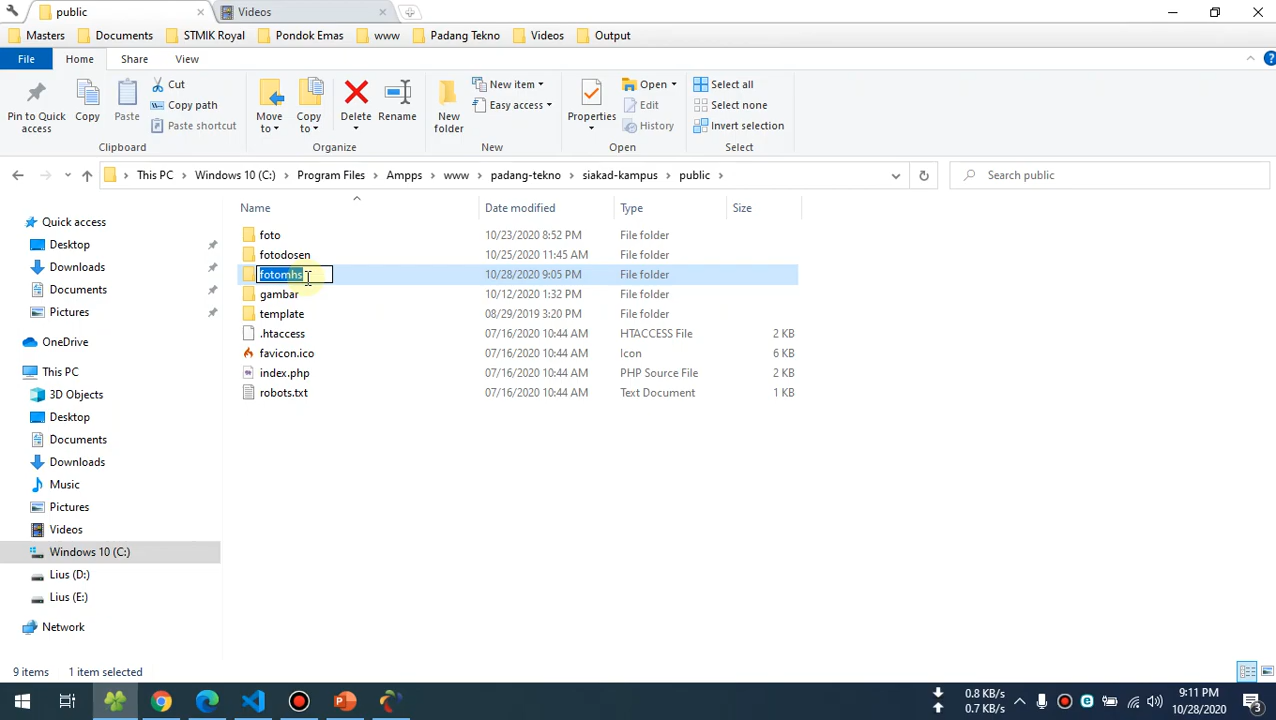 public
Videos
Masters Documents STMIK Royal Pondok Emas www Padang Tekno Videos Output
File Home Share View
Pin to Quick access
Copy
Paste
Cut
Copy path
Paste shortcut
Clipboard
Move to
Copy to
Delete
Rename
Organize
New folder
New item
Easy access
New
Properties
Open
Edit
History
Open
Select all
Select none
Invert selection
Select
This PC > Windows 10 (C:) > Program Files > Ampps > www > padang-tekno > siakad-kampus > public >
Search public
Name Date modified Type Size
foto 10/23/2020 8:52 PM File folder
fotodosen 10/25/2020 11:45 AM File folder
fotomhs 10/28/2020 9:05 PM File folder
gambar 10/12/2020 1:32 PM File folder
template 08/29/2019 3:20 PM File folder
.htaccess 07/16/2020 10:44 AM HTACCESS File 2 KB
favicon.ico 07/16/2020 10:44 AM Icon 6 KB
index.php 07/16/2020 10:44 AM PHP Source File 2 KB
robots.txt 07/16/2020 10:44 AM Text Document 1 KB
Quick access
Desktop
Downloads
Documents
Pictures
OneDrive
This PC
3D Objects
Desktop
Documents
Downloads
Music
Pictures
Videos
Windows 10 (C:)
Lius (D:)
Lius (E:)
Network
9 items 1 item selected
0.8 KB/s
0.7 KB/s
9:11 PM
10/28/2020
3